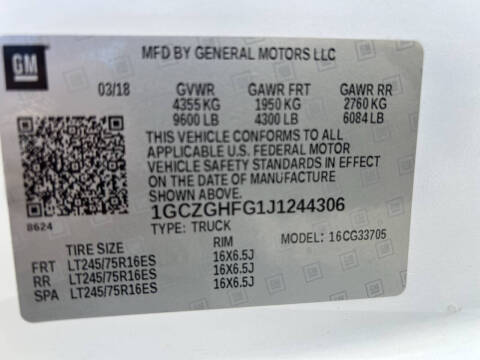 GM
MFD BY GENERAL MOTORS LLC
03/18 GVWR GAWR FRT GAWR RR
4355 KG 1950 KG 2760 KG
9600 LB 4300 LB 6084 LB
THIS VEHICLE CONFORMS TO ALL
APPLICABLE U.S. FEDERAL MOTOR
VEHICLE SAFETY STANDARDS IN EFFECT
ON THE DATE OF MANUFACTURE SHOWN ABOVE.
1GCZGHFG1J1244306
8624
TYPE: TRUCK MODEL: 16CG33705
TIRE SIZE RIM
FRT LT245/75R16ES 16X6.5J
RR LT245/75R16ES 16X6.5J
SPA LT245/75R16ES 16X6.5J